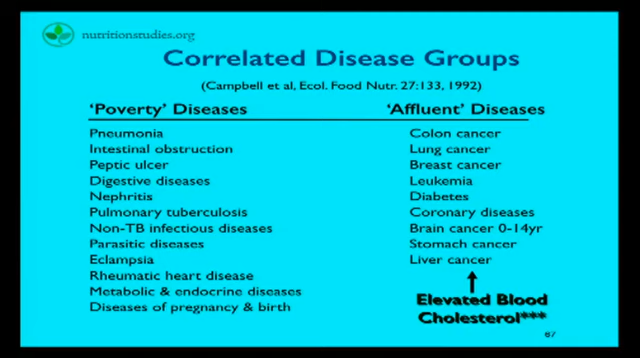 nutritionstudies.org
Correlated Disease Groups
(Campbell et al, Ecol. Food Nutr. 27:133, 1992)
‘Poverty’ Diseases
Pneumonia
Intestinal obstruction
Peptic ulcer
Digestive diseases
Nephritis
Pulmonary tuberculosis
Non-TB infectious diseases
Parasitic diseases
Eclampsia
Rheumatic heart disease
Metabolic & endocrine diseases
Diseases of pregnancy & birth
‘Affluent’ Diseases
Colon cancer
Lung cancer
Breast cancer
Leukemia
Diabetes
Coronary diseases
Brain cancer 0-14yr
Stomach cancer
Liver cancer
Elevated Blood
Cholesterol***
67